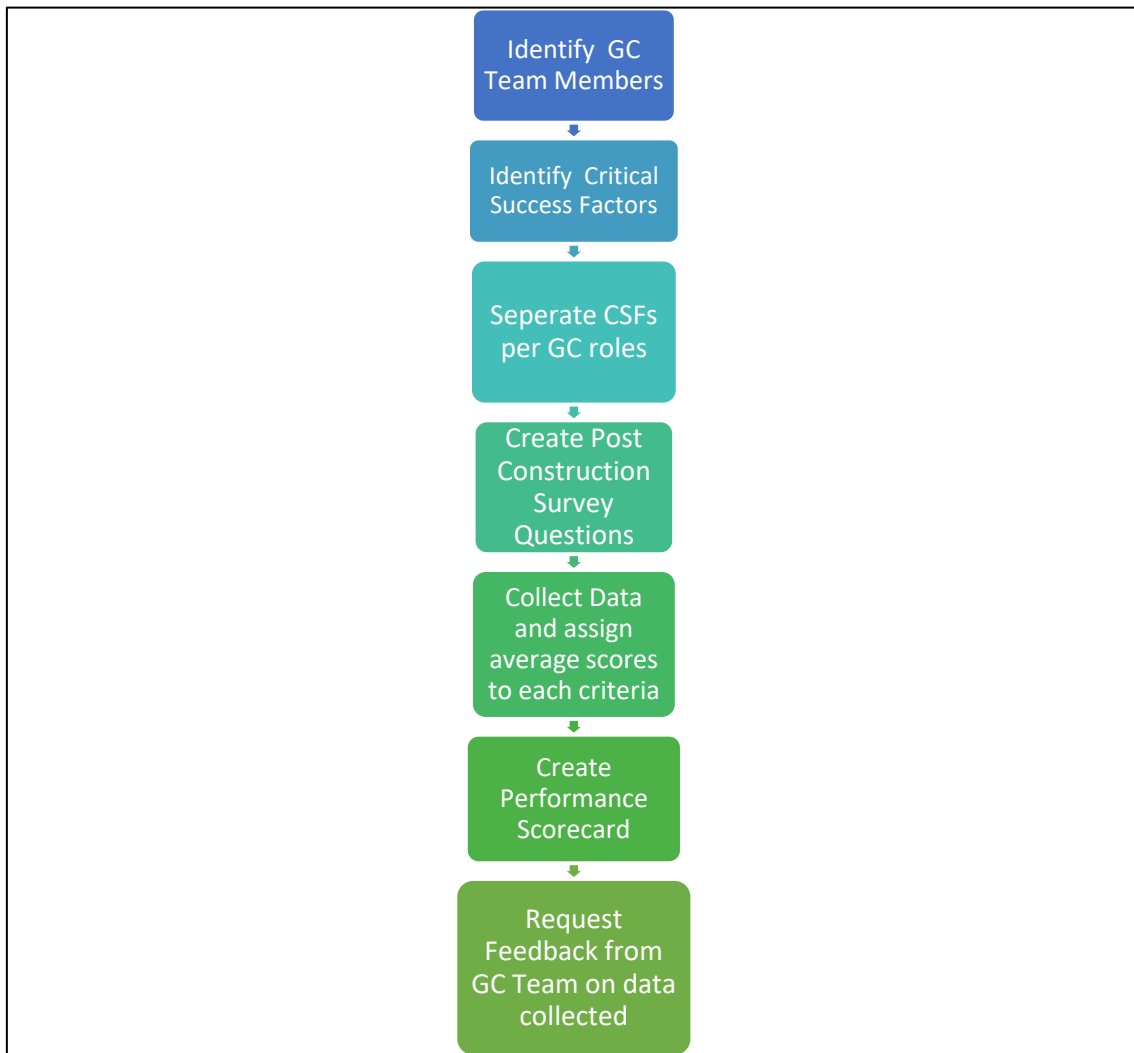 Identify  GC
Team Members
Identify  Critical
Success Factors
Seperate CSFs
per GC roles
Create Post
Construction
Survey
Questions
Collect Data
and assign
average scores
to each criteria
Create
Performance
Scorecard
Request
Feedback from
GC Team on data
collected